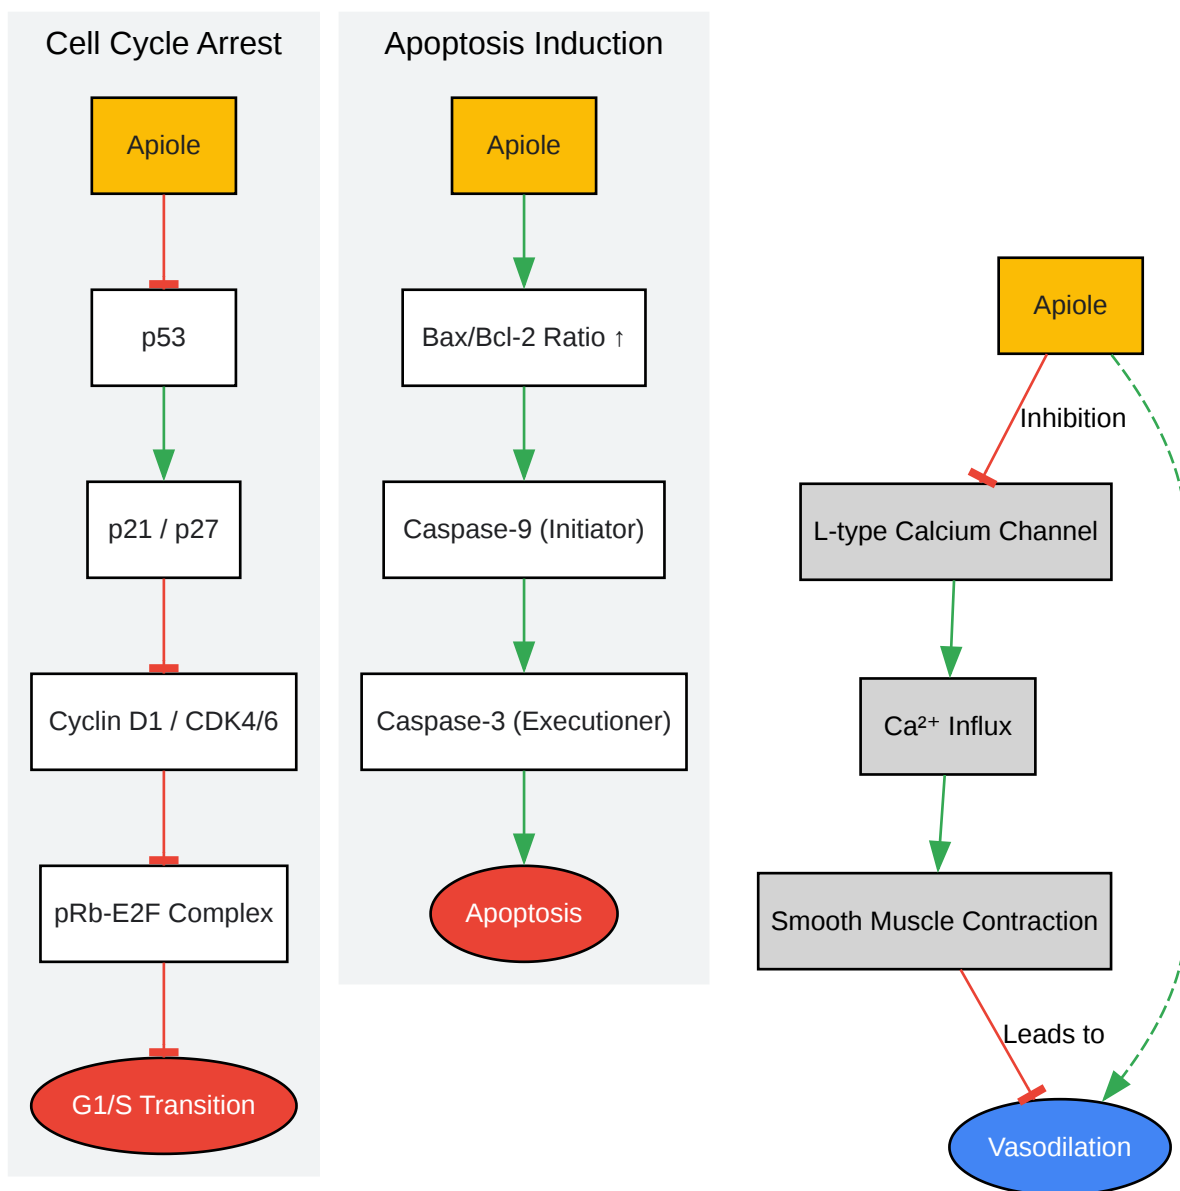 Cell Cycle Arrest
Apiole
p53
p21 / p27
Cyclin D1 / CDK4/6
pRb-E2F Complex
G1/S Transition
Apoptosis Induction
Apiole
Bax/Bcl-2 Ratio ↑
Caspase-9 (Initiator)
Caspase-3 (Executioner)
Apoptosis
Apiole
Inhibition
L-type Calcium Channel
Ca²⁺ Influx
Smooth Muscle Contraction
Leads to
Vasodilation